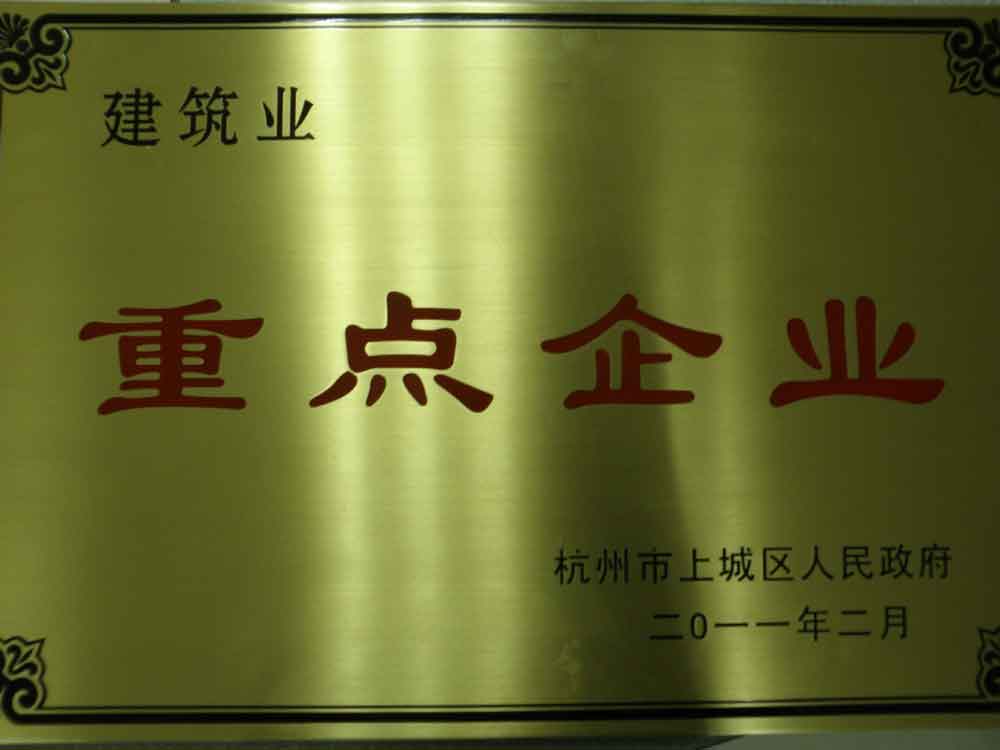 建筑业
重点企业
杭州市上城区人民政府
二0一一年二月